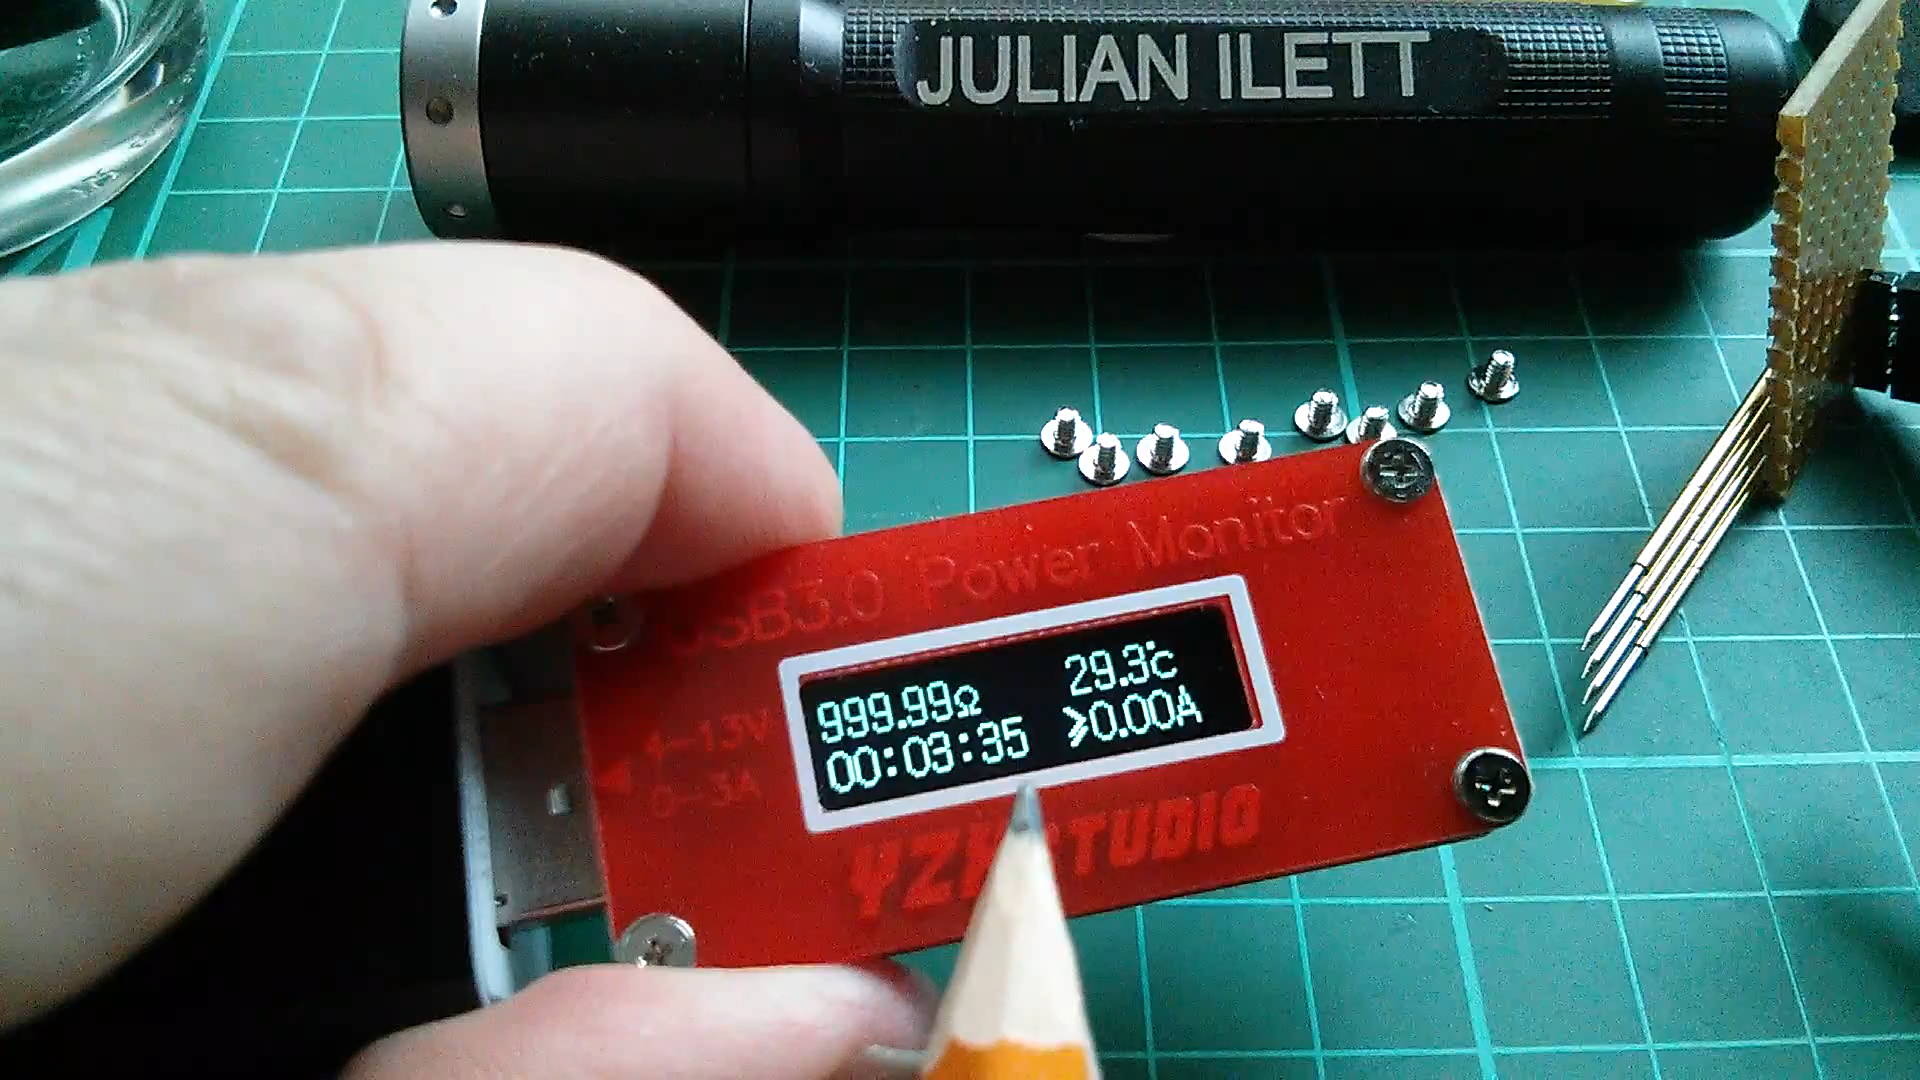 JULIAN ILETT
USB3.0 Power Monitor
4-13V
0-3A
999.99Ω 29.3℃
00:03:35 ≥0.00A
YZXSTUDIO